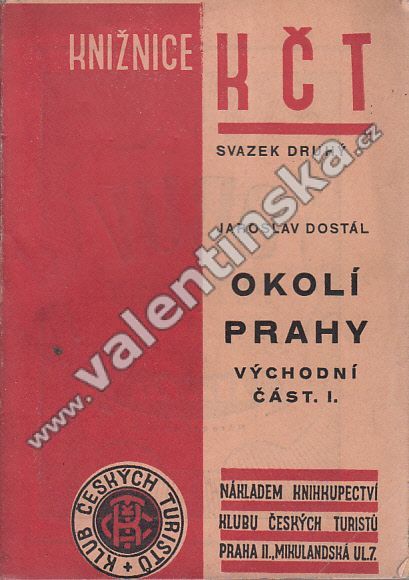 KNIŽNICE KČT
SVAZEK DRUHÝ
JAROSLAV DOSTÁL
OKOLÍ
PRAHY
VÝCHODNÍ
ČÁST. I.
NÁKLADEM KNIHKUPECTVÍ
KLUBU ČESKÝCH TURISTŮ
PRAHA II., MIKULANDSKÁ UL.7.
KLUB ČESKÝCH TURISTŮ
www.valentinska.cz